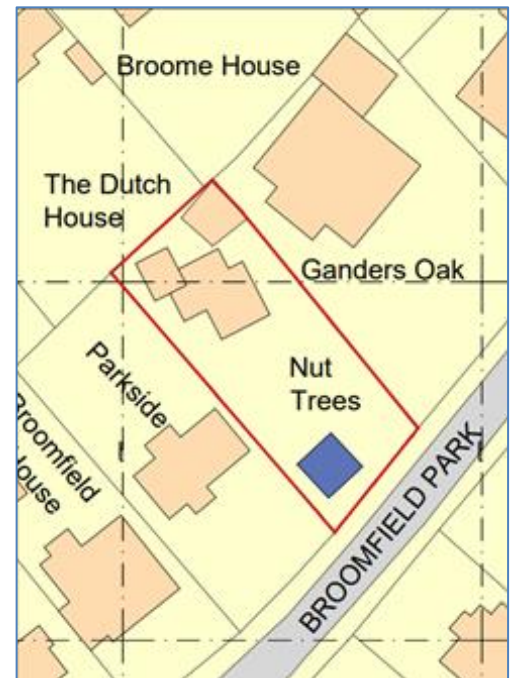 Broome House
The Dutch
House
Ganders Oak
Nut
Trees
Parkside
Broomfield
House
BROOMFIELD PARK